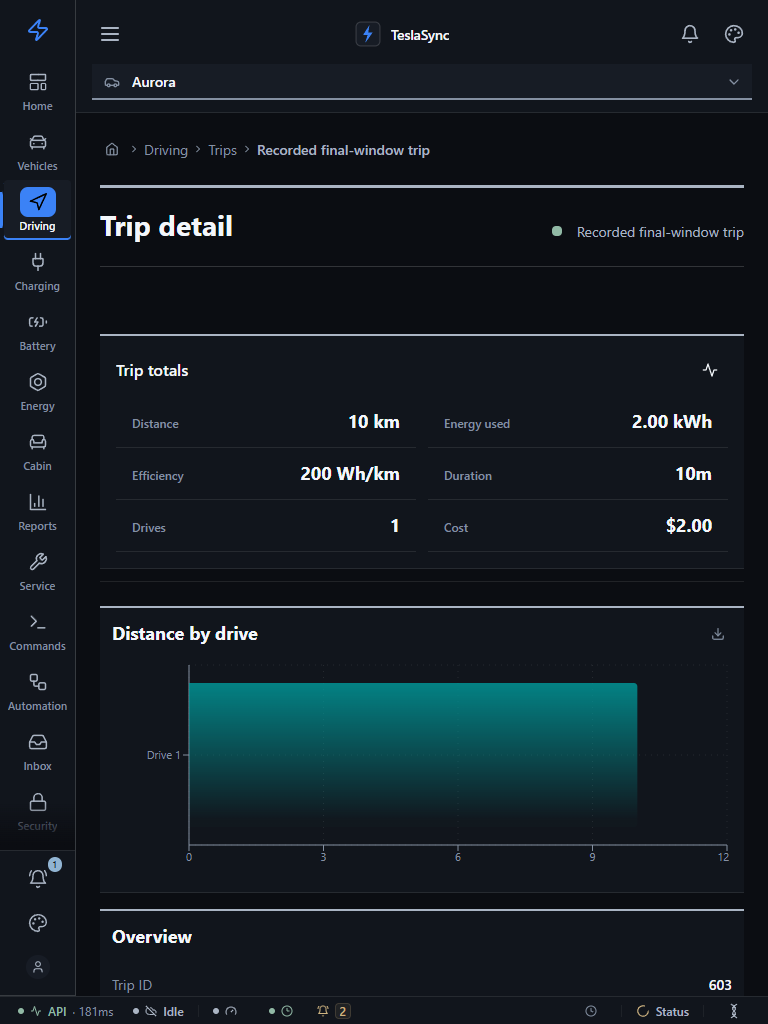 TeslaSync
Aurora
Home
Vehicles
Driving
Charging
Battery
Energy
Cabin
Reports
Service
Commands
Automation
Inbox
Security
1
Driving > Trips > Recorded final-window trip
Trip detail
Recorded final-window trip
Trip totals
Distance 10 km
Energy used 2.00 kWh
Efficiency 200 Wh/km
Duration 10m
Drives 1
Cost $2.00
Distance by drive
Drive 1
0 3 6 9 12
Overview
Trip ID 603
API · 181ms Idle 2 Status